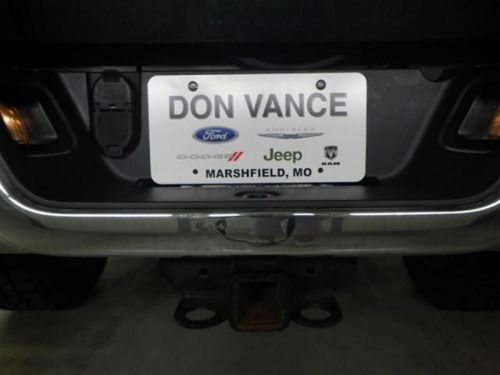 DON VANCE
Ford
CHRYSLER
DODGE
Jeep
RAM
MARSHFIELD, MO